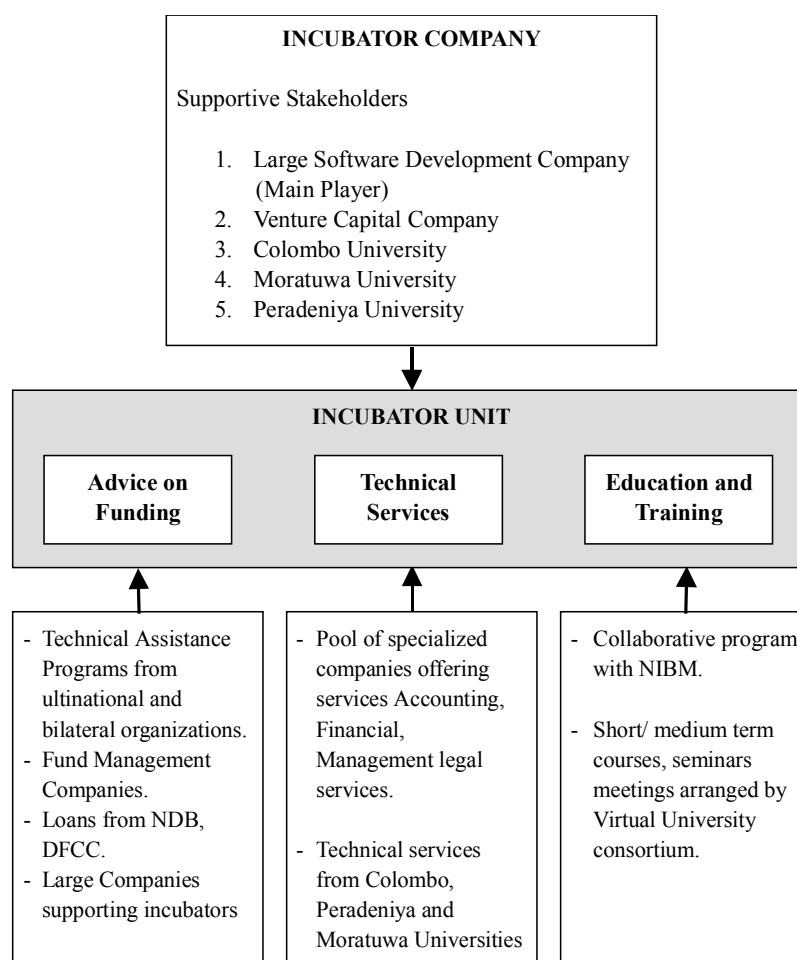 INCUBATOR COMPANY
Supportive Stakeholders
1. Large Software Development Company
(Main Player)
2. Venture Capital Company
3. Colombo University
4. Moratuwa University
5. Peradeniya University
INCUBATOR UNIT
Advice on
Funding
Technical
Services
Education and
Training
- Technical Assistance
Programs from
ultinational and
bilateral organizations.
- Fund Management
Companies.
- Loans from NDB,
DFCC.
- Large Companies
supporting incubators
- Pool of specialized
companies offering
services Accounting,
Financial,
Management legal
services.
- Technical services
from Colombo,
Peradeniya and
Moratuwa Universities
- Collaborative program
with NIBM.
- Short/ medium term
courses, seminars
meetings arranged by
Virtual University
consortium.